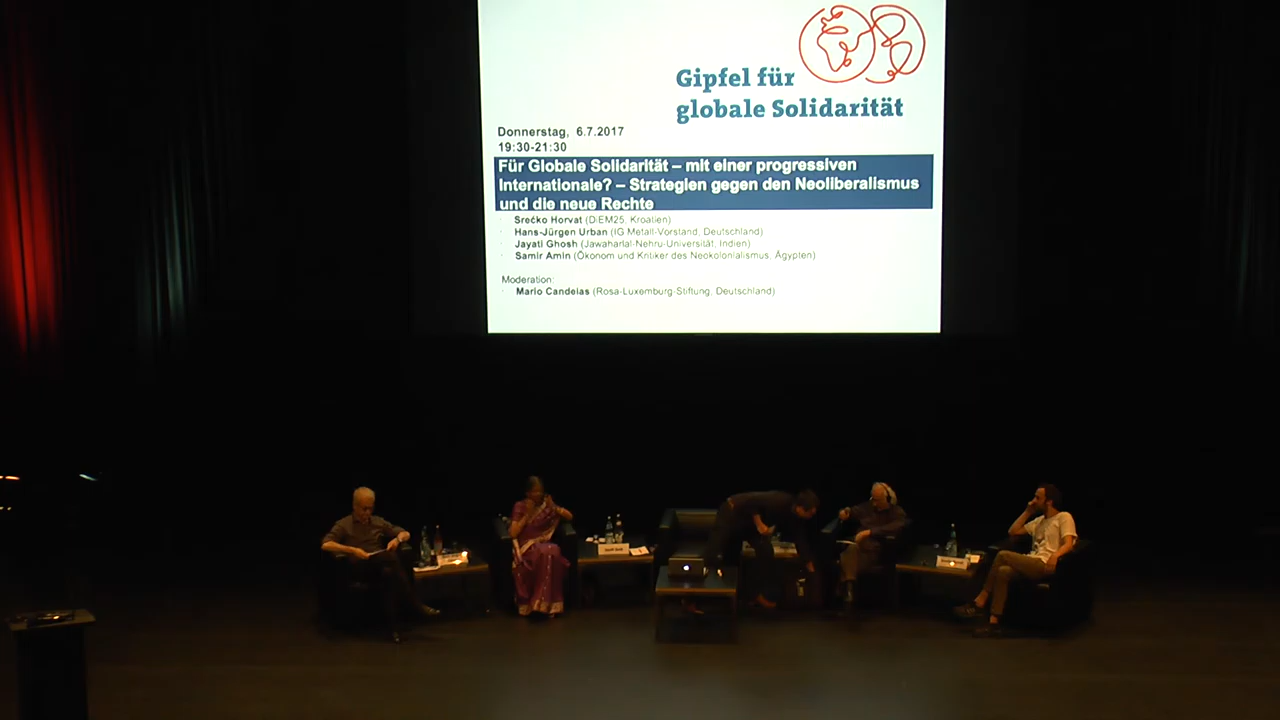 Gipfel für
globale Solidarität
Donnerstag, 6.7.2017
19:30-21:30
Für Globale Solidarität – mit einer progressiven
Internationale? – Strategien gegen den Neoliberalismus
und die neue Rechte
Srećko Horvat (DiEM25, Kroatien)
Hans-Jürgen Urban (IG Metall-Vorstand, Deutschland)
Jayati Ghosh (Jawaharlal-Nehru-Universität, Indien)
Samir Amin (Ökonom und Kritiker des Neokolonialismus, Ägypten)
Moderation:
Mario Candeias (Rosa-Luxemburg-Stiftung, Deutschland)